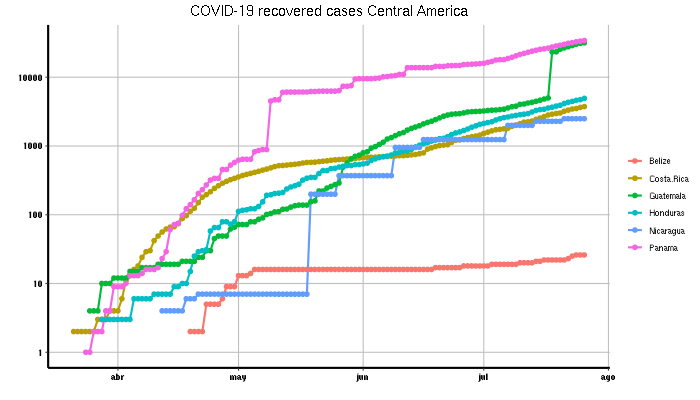 COVID-19 recovered cases Central America
10000
1000
100
10
1
abr
may
jun
jul
ago
Belize
Costa.Rica
Guatemala
Honduras
Nicaragua
Panama